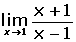 lim x→1 x + 1 / x − 1